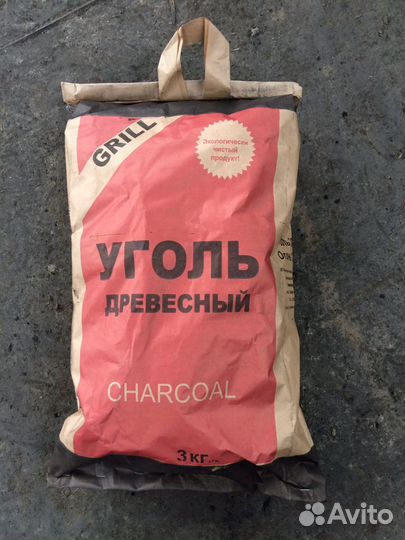 GRILL
Экологически
чистый
продукт!
УГОЛЬ
ДРЕВЕСНЫЙ
CHARCOAL
3 КГ
Avito